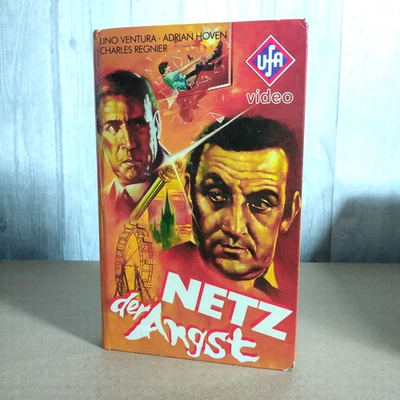 LINO VENTURA · ADRIAN HOVEN
CHARLES REGNIER
UFA
video
NETZ
der Angst